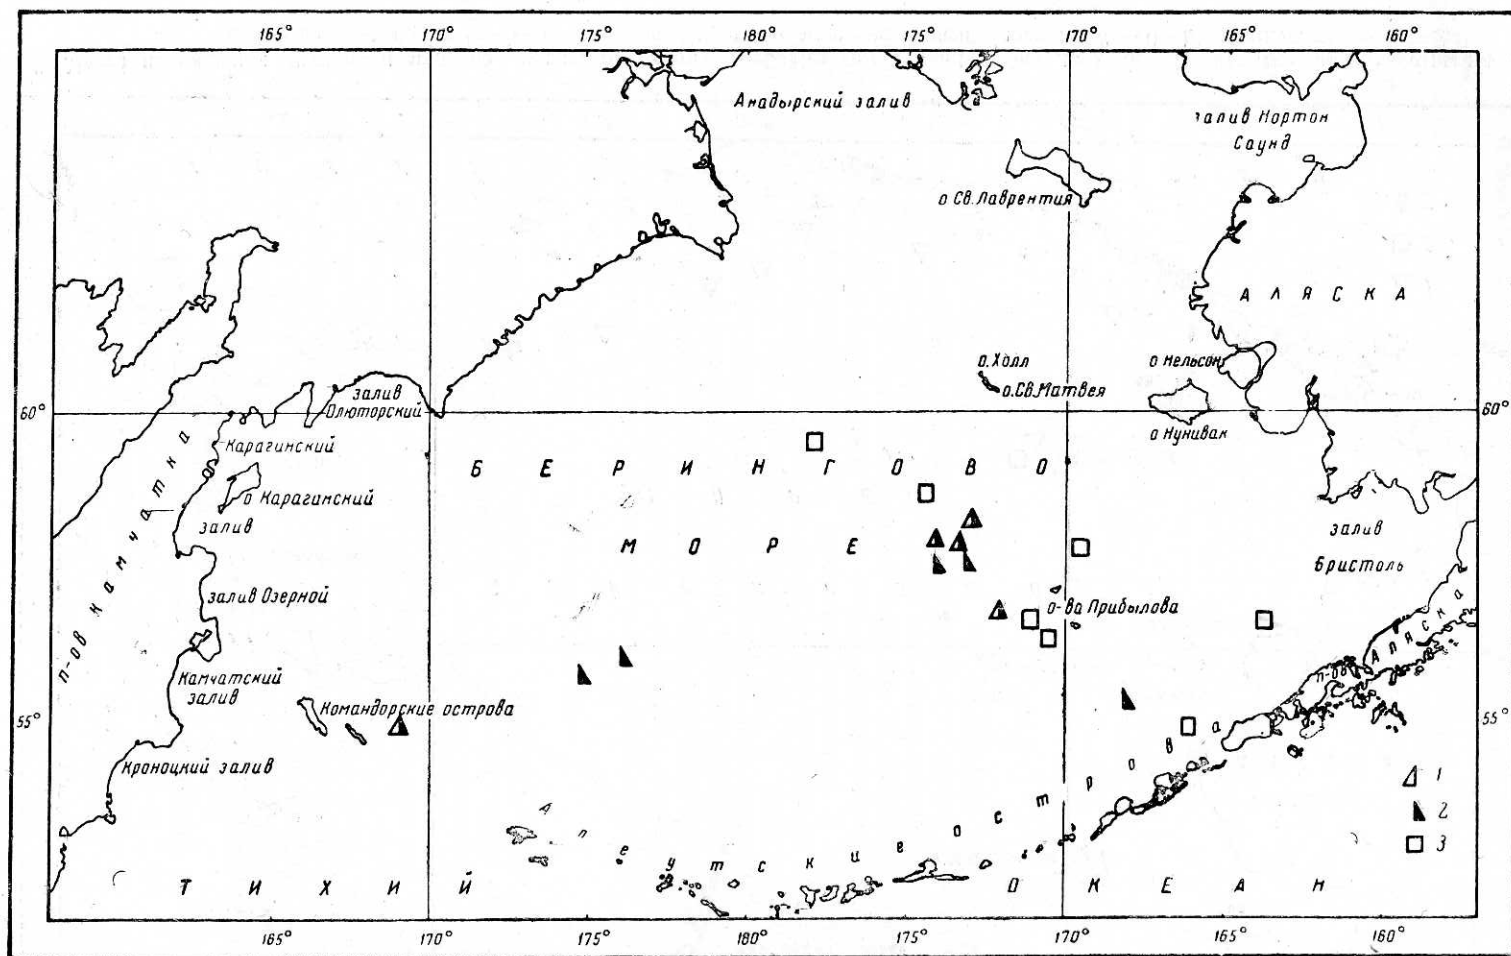 165° 170° 175° 180° 175° 170° 165° 160°
Анадырский залив
залив Нортон
Саунд
о Св. Лаврентия
АЛЯСКА
о. Холл
о. Св. Матвея
о Нельсон
о Нунивак
60°
60°
залив
Олюторский
Карагинский
о Карагинский
залив
п-ов камчатка
БЕРИНГОВО
МОРЕ
залив
Бристоль
залив Озерной
о-ва Прибылова
п-ов Аляска
Камчатский
залив
Командорские острова
55°
55°
Кроноцкий залив
Алеутские острова
1
2
3
ТИХИЙ ОКЕАН
165° 170° 175° 180° 175° 170° 165° 160°